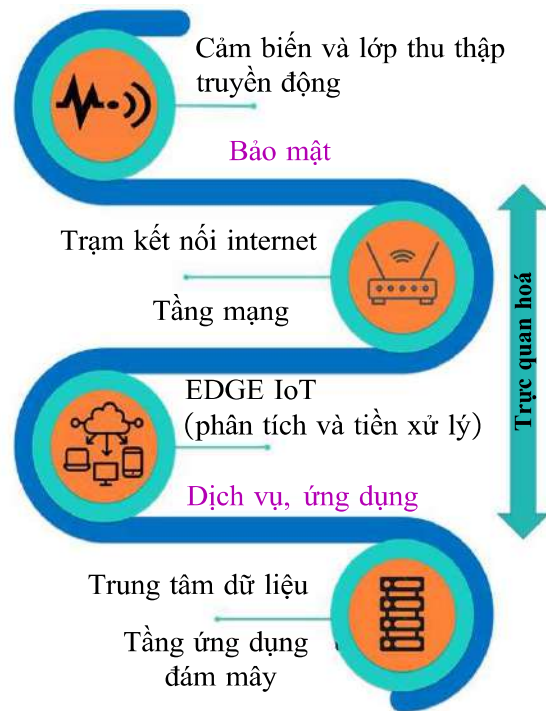 Cảm biến và lớp thu thập
truyền động
Bảo mật
Trạm kết nối internet
Tầng mạng
Trực quan hoá
EDGE IoT
(phân tích và tiền xử lý)
Dịch vụ, ứng dụng
Trung tâm dữ liệu
Tầng ứng dụng
đám mây